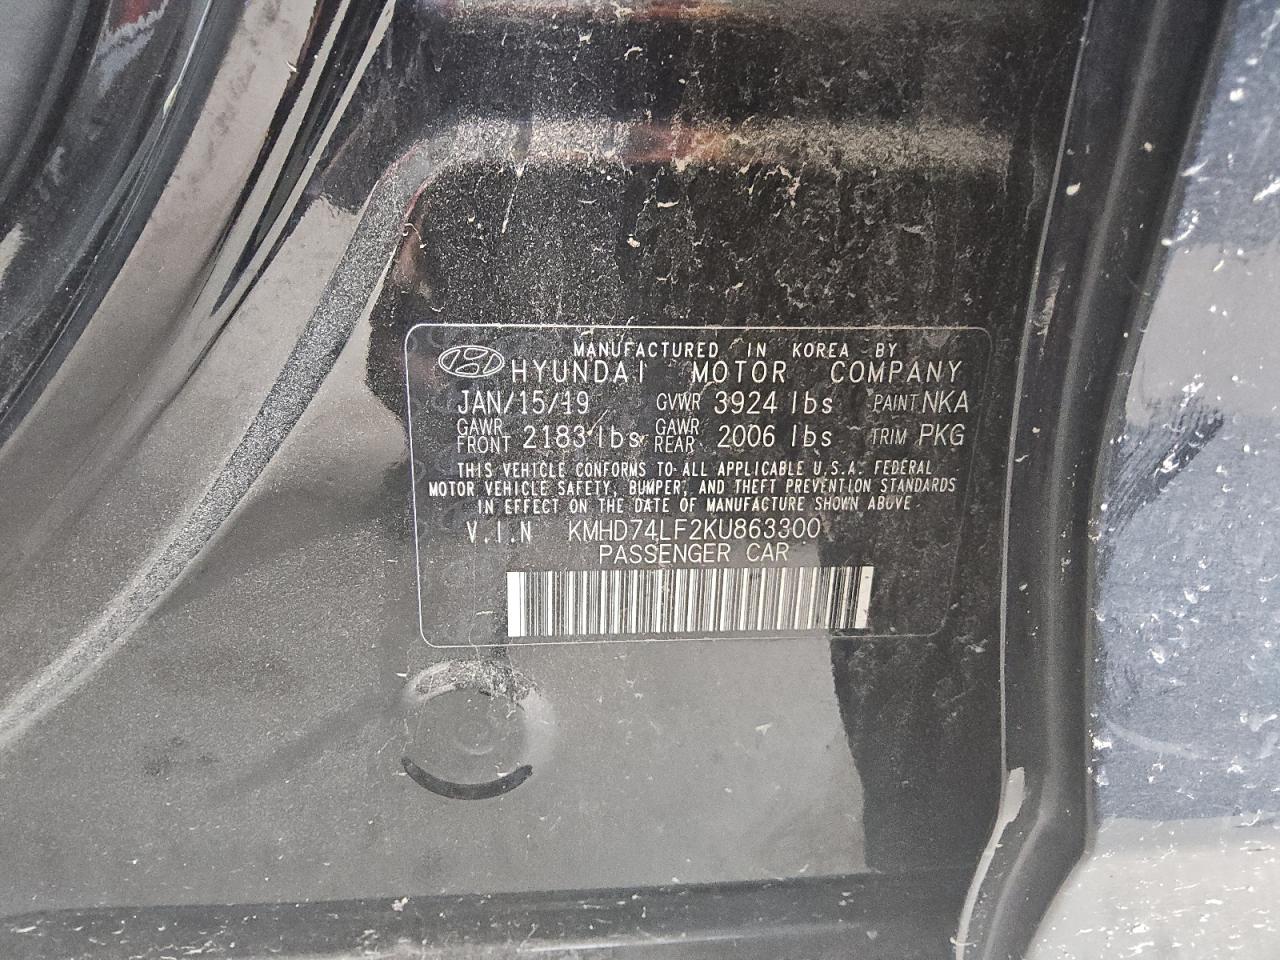 MANUFACTURED IN KOREA BY
HYUNDAI MOTOR COMPANY
JAN/15/19 GVWR 3924 lbs PAINT NKA
GAWR FRONT 2183 lbs GAWR REAR 2006 lbs TRIM PKG
THIS VEHICLE CONFORMS TO ALL APPLICABLE U.S.A. FEDERAL
MOTOR VEHICLE SAFETY, BUMPER, AND THEFT PREVENTION STANDARDS
IN EFFECT ON THE DATE OF MANUFACTURE SHOWN ABOVE
V.I.N KMHD74LF2KU863300
PASSENGER CAR